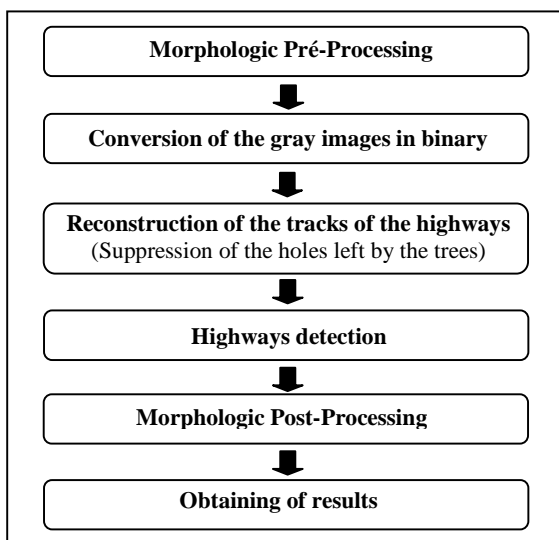 Morphologic Pré-Processing
Conversion of the gray images in binary
Reconstruction of the tracks of the highways
(Suppression of the holes left by the trees)
Highways detection
Morphologic Post-Processing
Obtaining of results